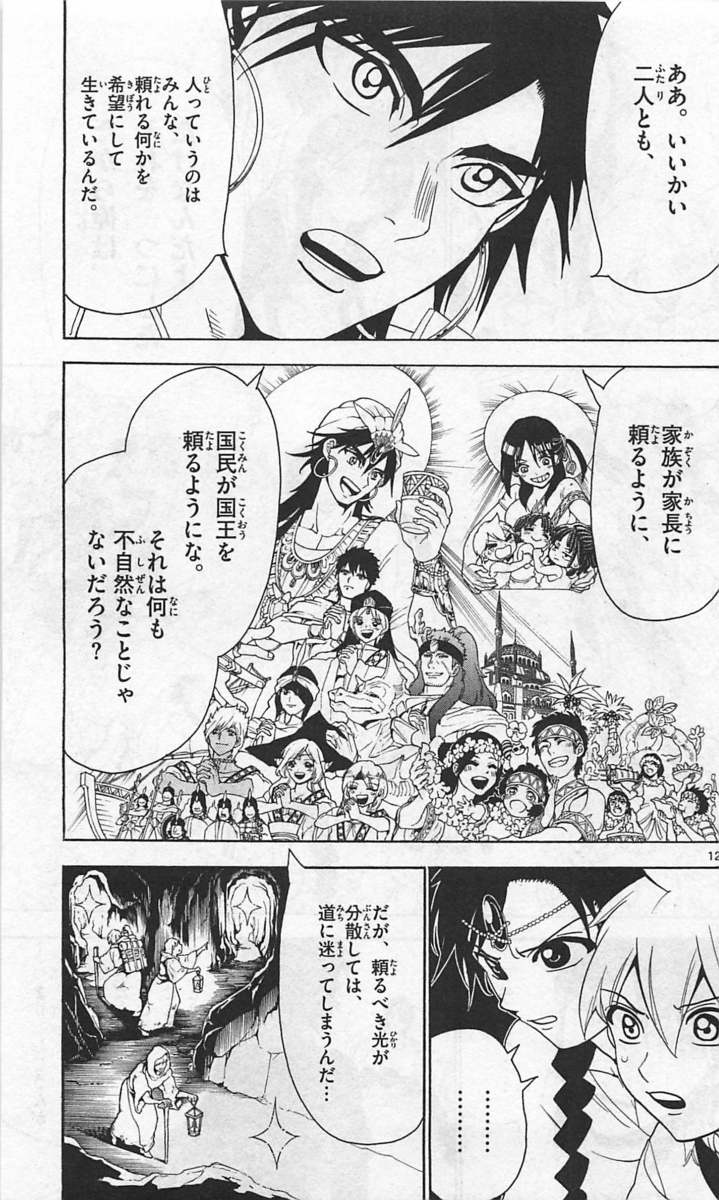 ああ。いいかい
二人とも、
人っていうのは
みんな、
頼れる何かを
希望にして
生きているんだ。
家族が家長に
頼るように、
国民が国王を
頼るようにな。
それは何も
不自然なことじゃ
ないだろう？
12
だが、頼るべき光が
分散しては、
道に迷ってしまうんだ…
………
………